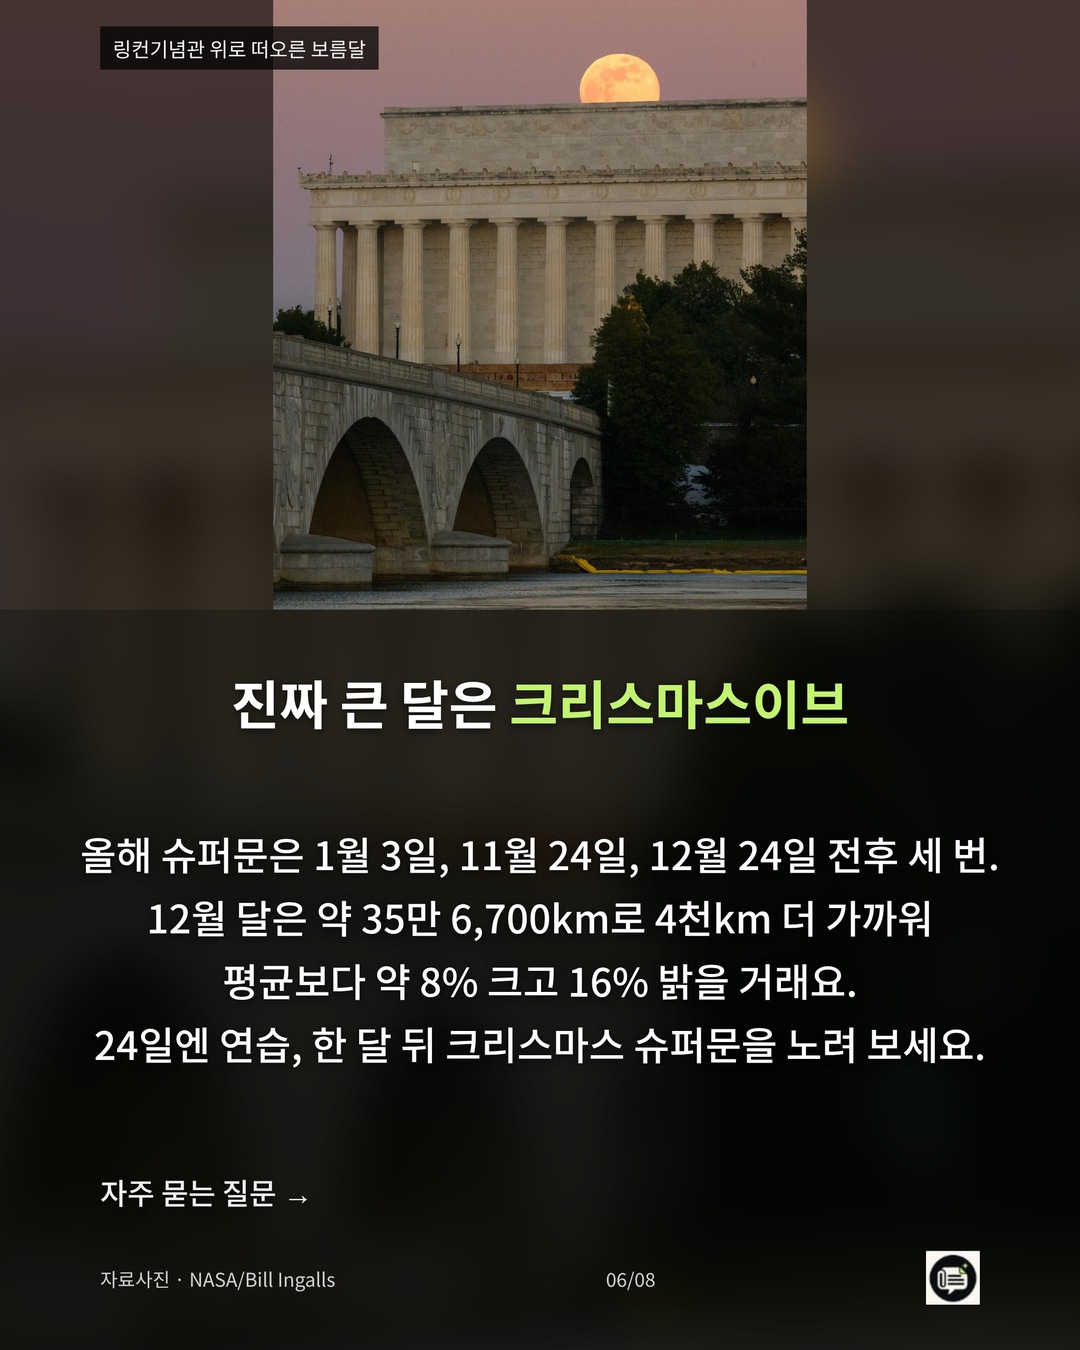 링컨기념관 위로 떠오른 보름달
진짜 큰 달은 크리스마스이브
올해 슈퍼문은 1월 3일, 11월 24일, 12월 24일 전후 세 번.
12월 달은 약 35만 6,700km로 4천km 더 가까워
평균보다 약 8% 크고 16% 밝을 거래요.
24일엔 연습, 한 달 뒤 크리스마스 슈퍼문을 노려 보세요.
자주 묻는 질문 →
자료사진 · NASA/Bill Ingalls
06/08